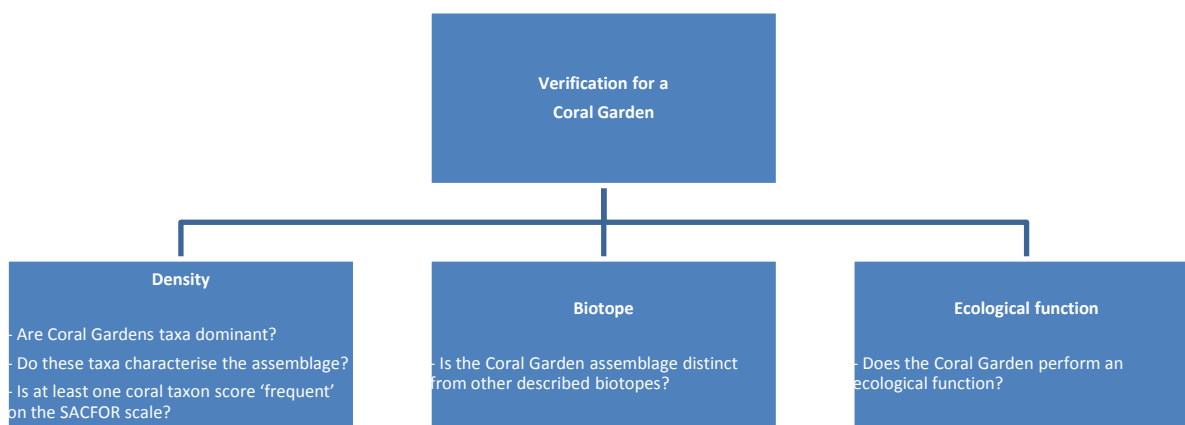 Verification for a
Coral Garden
Density
- Are Coral Gardens taxa dominant?
- Do these taxa characterise the assemblage?
- Is at least one coral taxon score ‘frequent’
on the SACFOR scale?
Biotope
- Is the Coral Garden assemblage distinct
from other described biotopes?
Ecological function
- Does the Coral Garden perform an
ecological function?